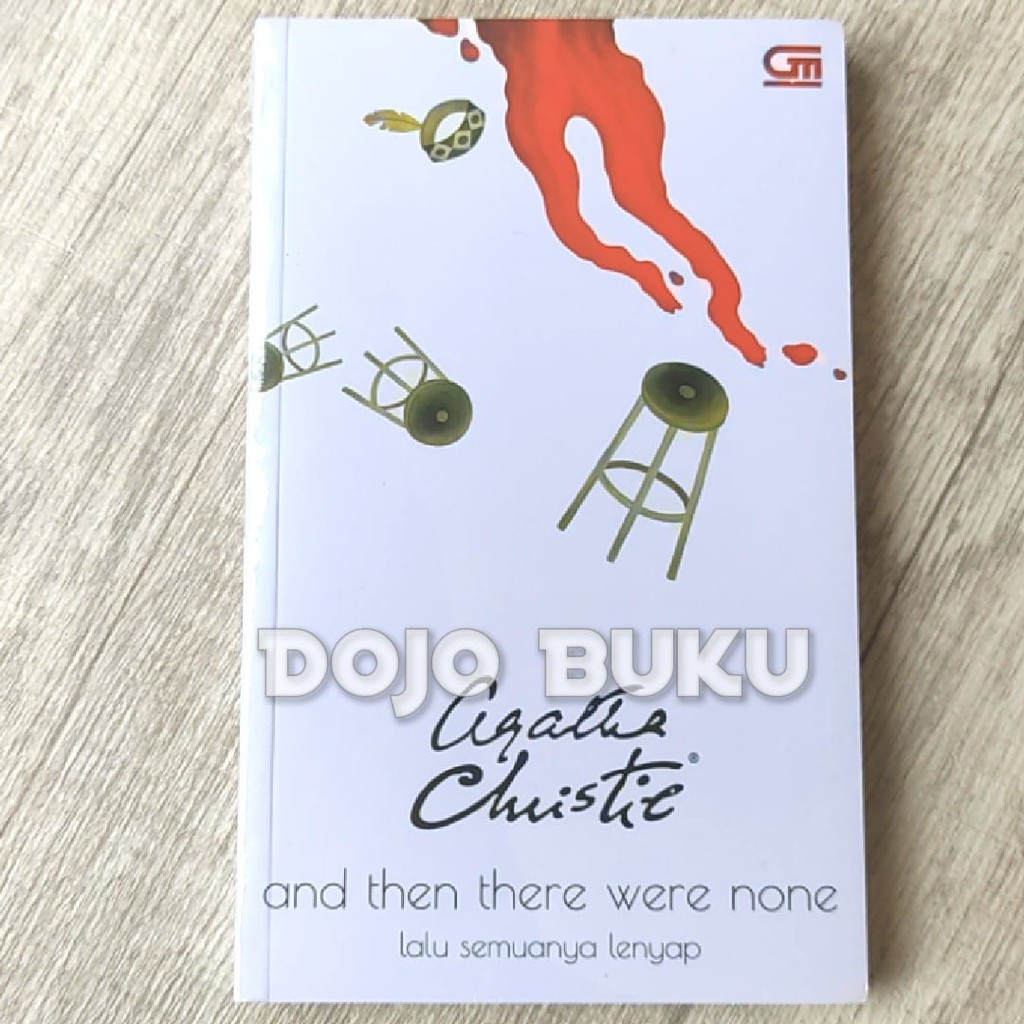 GM
DOJO BUKU
Agatha
Christie®
and then there were none
lalu semuanya lenyap